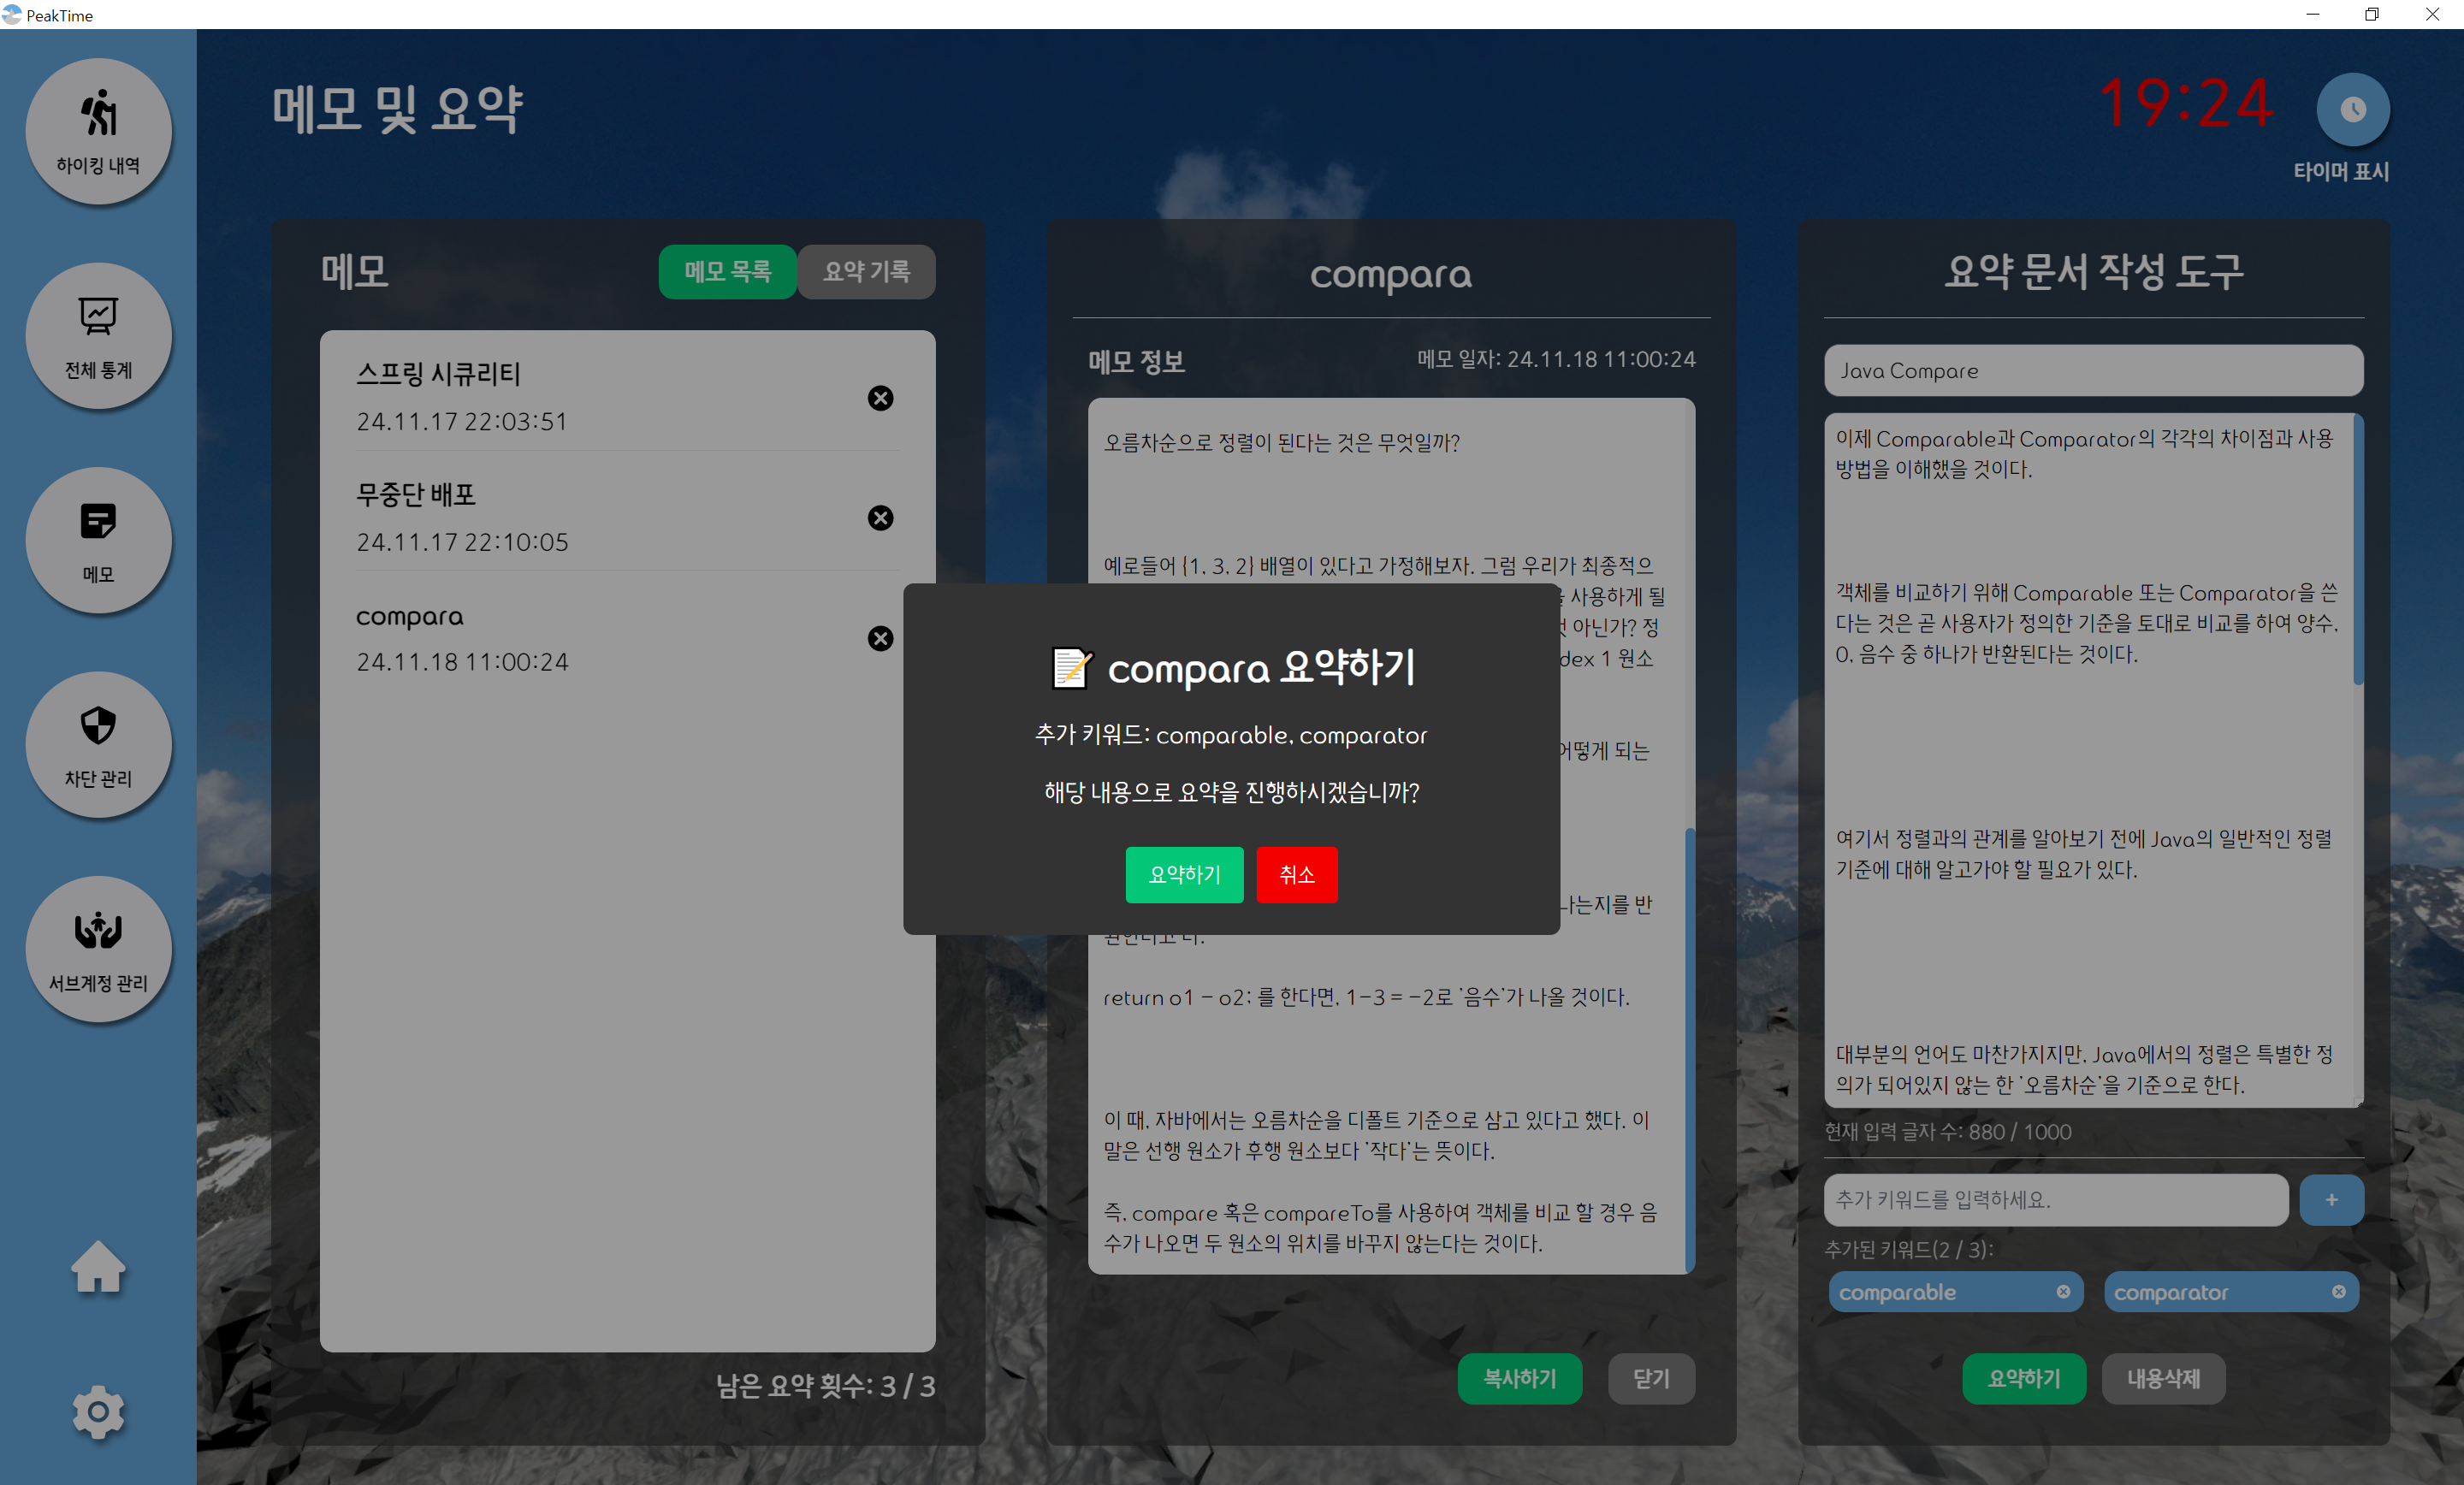 PeakTime
하이킹 내역
전체 통계
메모
차단 관리
서브계정 관리
메모 및 요약
19:24
타이머 표시
메모
메모 목록
요약 기록
스프링 시큐리티
24.11.17 22:03:51
무중단 배포
24.11.17 22:10:05
compara
24.11.18 11:00:24
남은 요약 횟수: 3 / 3
compara
메모 정보
메모 일자: 24.11.18 11:00:24
오름차순으로 정렬이 된다는 것은 무엇일까?
예로들어 {1, 3, 2} 배열이 있다고 가정해보자. 그럼 우리가 최종적으
사용하게 될
아닌가? 정
dex 1 원소
어떻게 되는
나는지를 반
return o1 - o2; 를 한다면, 1-3 = -2로 '음수'가 나올 것이다.
이 때, 자바에서는 오름차순을 디폴트 기준으로 삼고 있다고 했다. 이
말은 선행 원소가 후행 원소보다 '작다'는 뜻이다.
즉, compare 혹은 compareTo를 사용하여 객체를 비교 할 경우 음
수가 나오면 두 원소의 위치를 바꾸지 않는다는 것이다.
복사하기
닫기
compara 요약하기
추가 키워드: comparable, comparator
해당 내용으로 요약을 진행하시겠습니까?
요약하기
취소
요약 문서 작성 도구
Java Compare
이제 Comparable과 Comparator의 각각의 차이점과 사용
방법을 이해했을 것이다.
객체를 비교하기 위해 Comparable 또는 Comparator을 쓴
다는 것은 곧 사용자가 정의한 기준을 토대로 비교를 하여 양수,
0, 음수 중 하나가 반환된다는 것이다.
여기서 정렬과의 관계를 알아보기 전에 Java의 일반적인 정렬
기준에 대해 알고가야 할 필요가 있다.
대부분의 언어도 마찬가지지만, Java에서의 정렬은 특별한 정
의가 되어있지 않는 한 '오름차순'을 기준으로 한다.
현재 입력 글자 수: 880 / 1000
추가 키워드를 입력하세요.
+
추가된 키워드(2 / 3):
comparable
comparator
요약하기
내용삭제